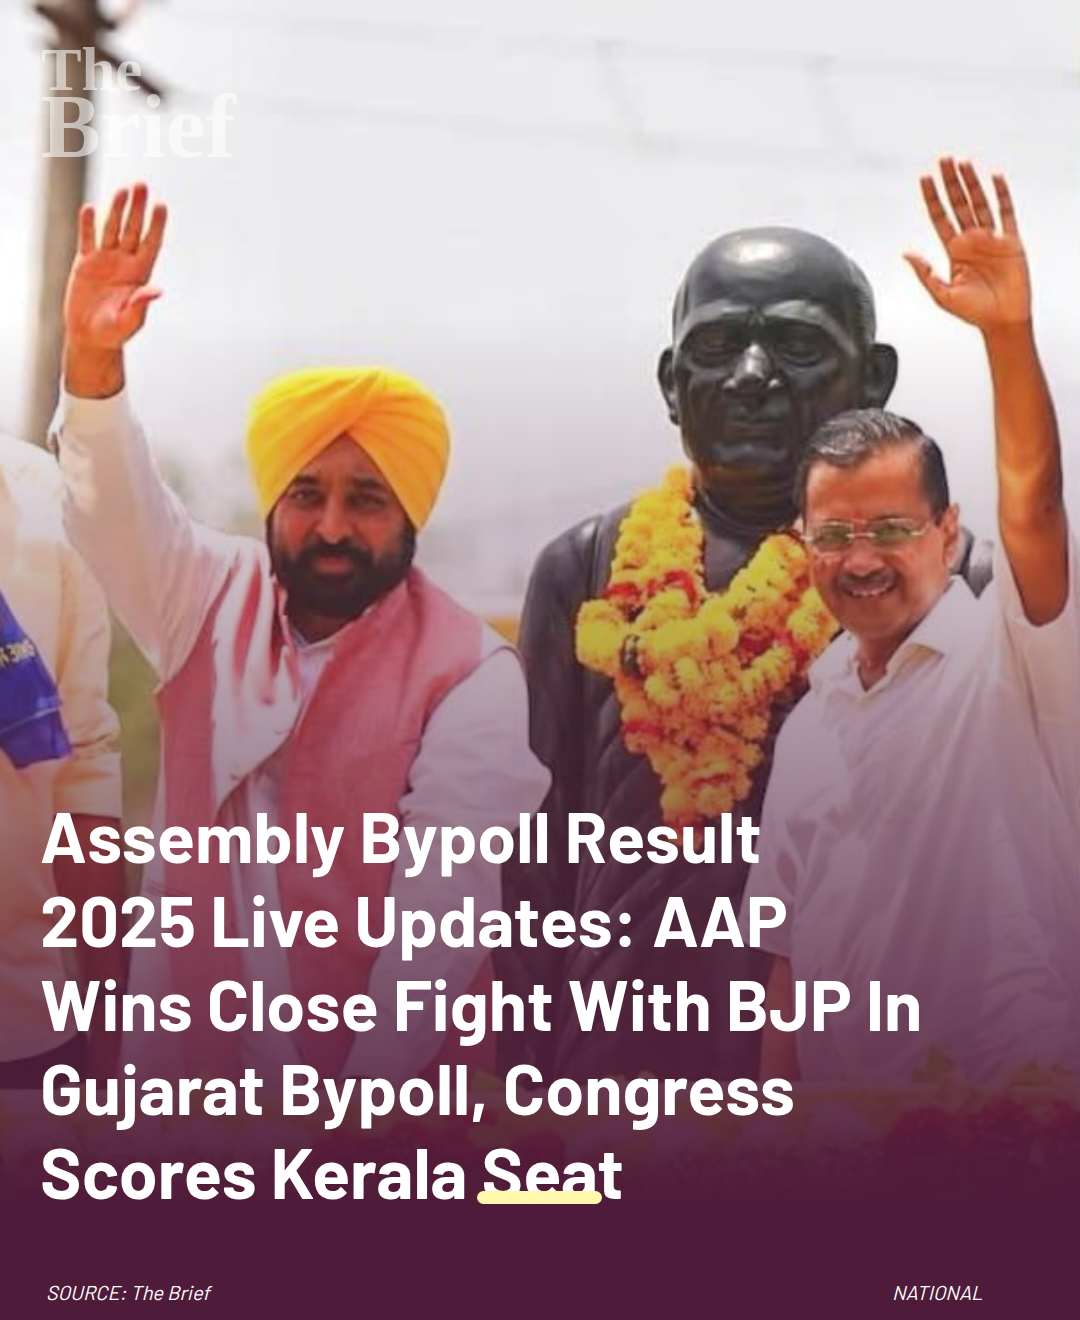 The
Brief
Assembly Bypoll Result
2025 Live Updates: AAP
Wins Close Fight With BJP In
Gujarat Bypoll, Congress
Scores Kerala Seat
SOURCE: The Brief
NATIONAL